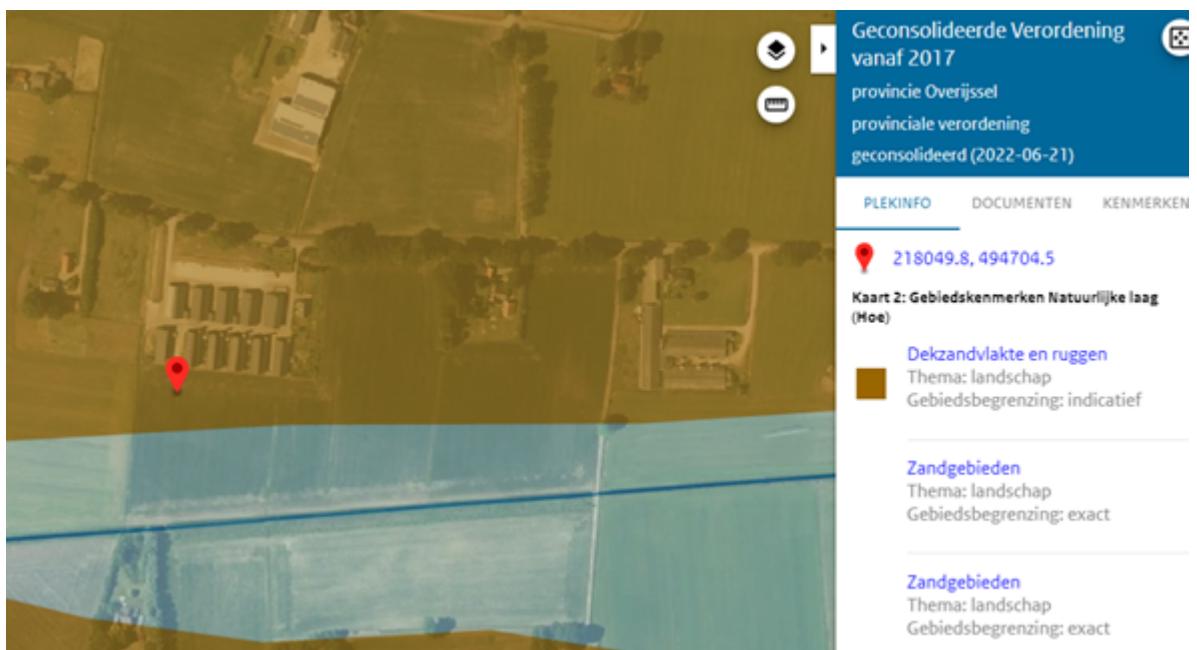 Geconsolideerde Verordening
vanaf 2017
provincie Overijssel
provinciale verordening
geconsolideerd (2022-06-21)
PLEKINFO DOCUMENTEN KENMERKEN
218049.8, 494704.5
Kaart 2: Gebiedskenmerken Natuurlijke laag
(Hoe)
Dekzandvlakte en ruggen
Thema: landschap
Gebiedsbegrenzing: indicatief
Zandgebieden
Thema: landschap
Gebiedsbegrenzing: exact
Zandgebieden
Thema: landschap
Gebiedsbegrenzing: exact